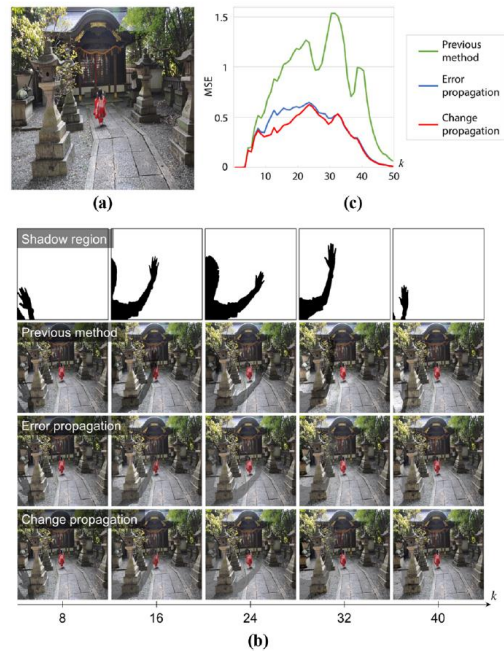 1.5
1
0.5
0
MSE
10
20
30
40
50
k
Previous
method
Error
propagation
Change
propagation
(a)
(c)
Shadow region
Previous method
Error propagation
Change propagation
8
16
24
32
40
k
(b)